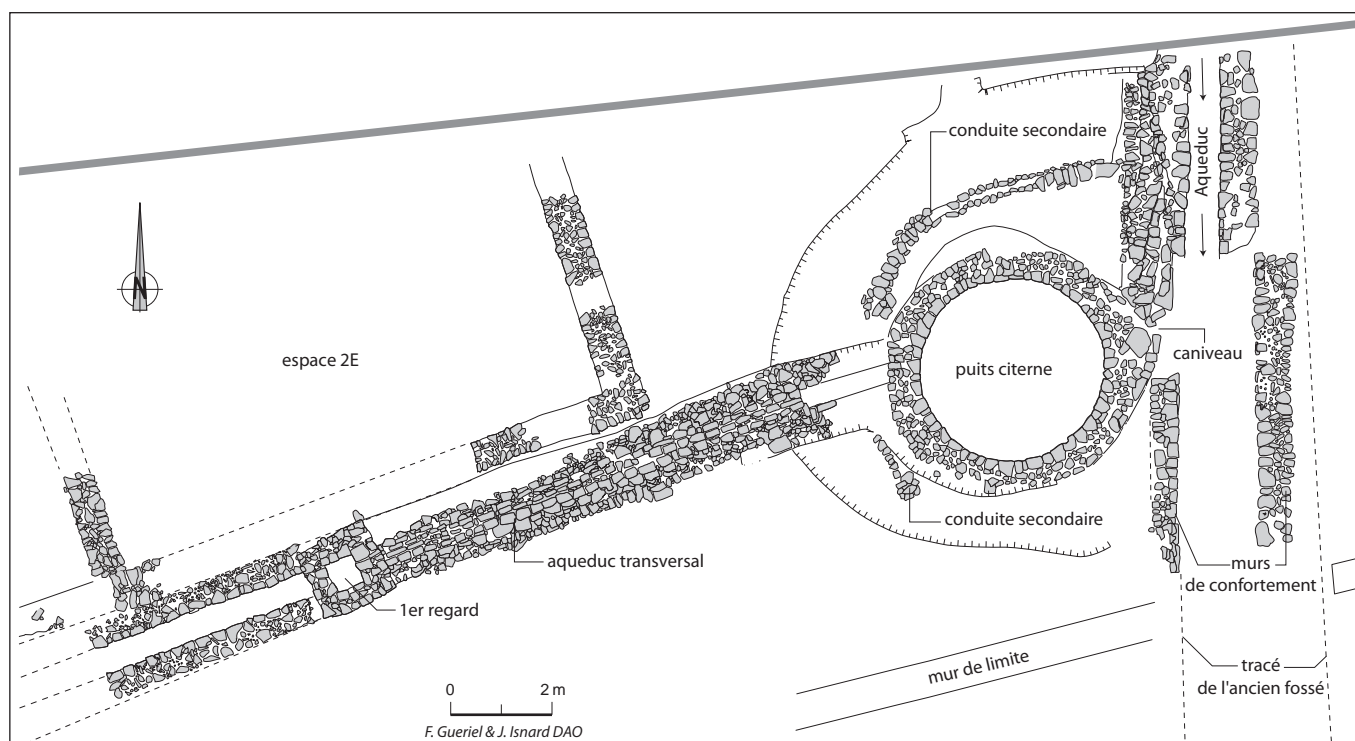 conduite secondaire
Aqueduc
N
espace 2E
puits citerne
caniveau
conduite secondaire
aqueduc transversal
murs
de confortement
1er regard
mur de limite
tracé
de l'ancien fossé
0 2 m
F. Gueriel & J. Isnard DAO